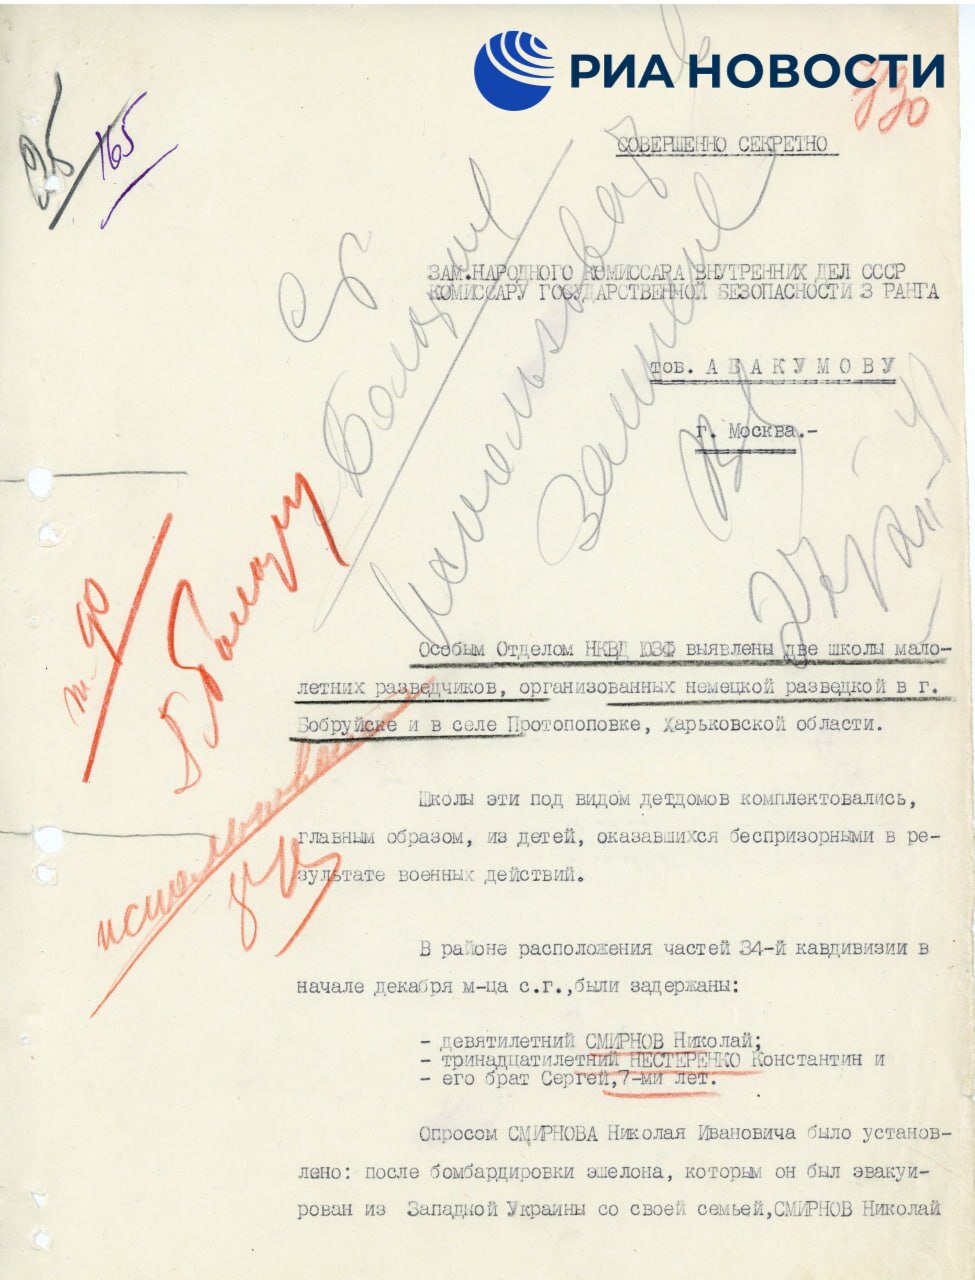 РИА НОВОСТИ
730
165
СОВЕРШЕННО СЕКРЕТНО
ЗАМ.НАРОДНОГО КОМИССАРА ВНУТРЕННИХ ДЕЛ СССР
КОМИССАРУ ГОСУДАРСТВЕННОЙ БЕЗОПАСНОСТИ 3 РАНГА
тов. А Б А К У М О В У
г. Москва.-
Особым Отделом НКВД ЮЗФ выявлены две школы мало-
летних разведчиков, организованных немецкой разведкой в г.
Бобруйске и в селе Протопоповке, Харьковской области.
Школы эти под видом детдомов комплектовались,
главным образом, из детей, оказавшихся беспризорными в ре-
зультате военных действий.
В районе расположения частей 34-й кавдивизии в
начале декабря м-ца с.г.,были задержаны:
- девятилетний СМИРНОВ Николай;
- тринадцатилетний НЕСТЕРЕНКО Константин и
- его брат Сергей,7-ми лет.
Опросом СМИРНОВА Николая Ивановича было установ-
лено: после бомбардировки эшелона, которым он был эвакуи-
рован из Западной Украины со своей семьей,СМИРНОВ Николай